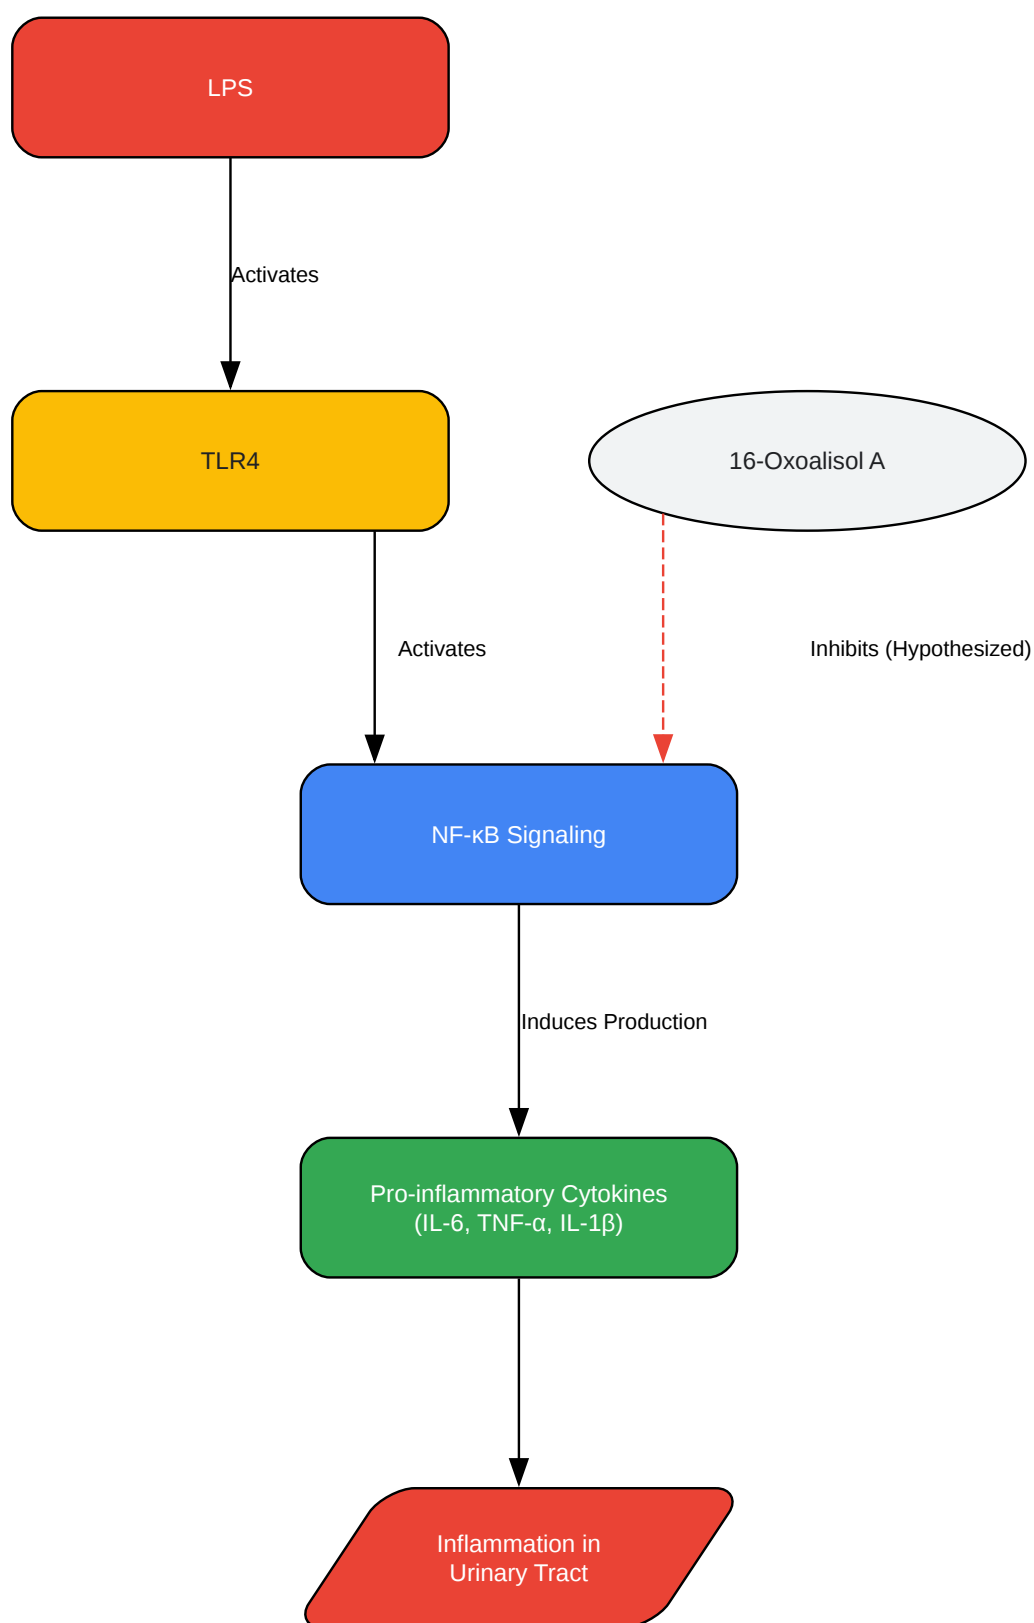 LPS
Activates
TLR4
16-Oxoalisol A
Activates
Inhibits (Hypothesized)
NF-κB Signaling
Induces Production
Pro-inflammatory Cytokines
(IL-6, TNF-α, IL-1β)
Inflammation in
Urinary Tract